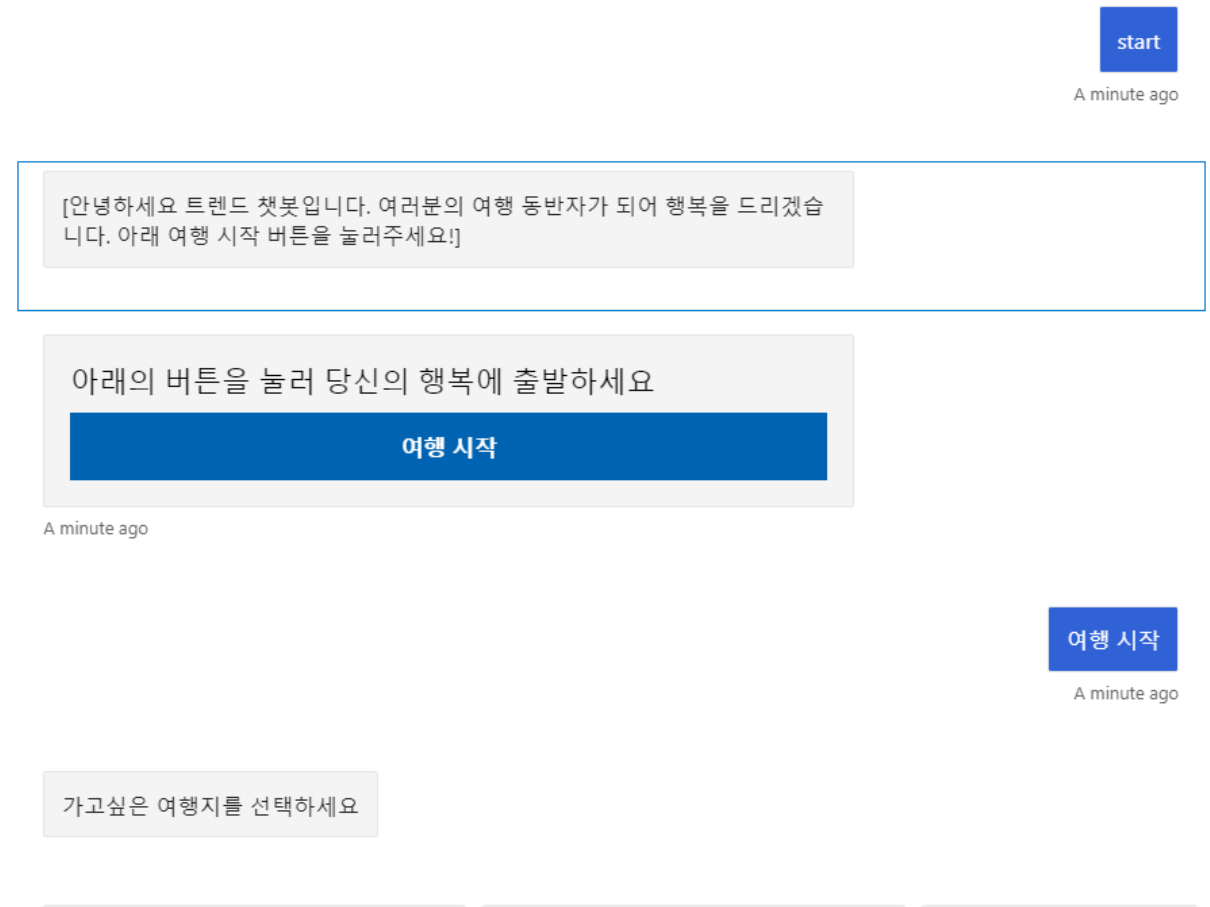 start
A minute ago
[안녕하세요 트렌드 챗봇입니다. 여러분의 여행 동반자가 되어 행복을 드리겠습
니다. 아래 여행 시작 버튼을 눌러주세요!]
아래의 버튼을 눌러 당신의 행복에 출발하세요
여행 시작
A minute ago
여행 시작
A minute ago
가고싶은 여행지를 선택하세요